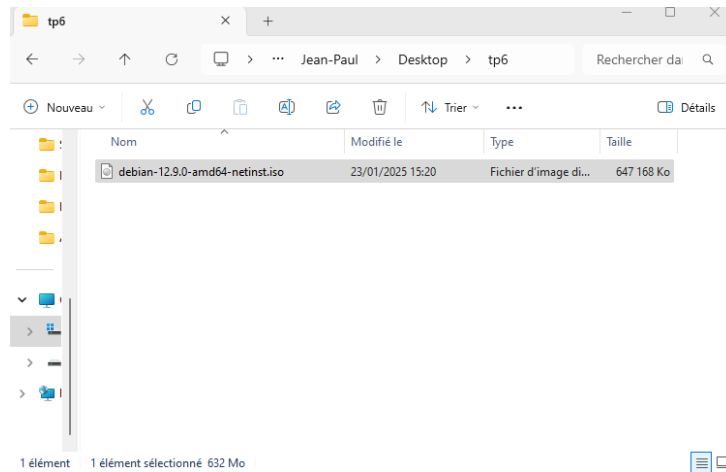 tp6
Jean-Paul > Desktop > tp6
Rechercher da
Nouveau
Trier
Détails
Nom Modifié le Type Taille
debian-12.9.0-amd64-netinst.iso 23/01/2025 15:20 Fichier d'image di... 647 168 Ko
1 élément 1 élément sélectionné 632 Mo